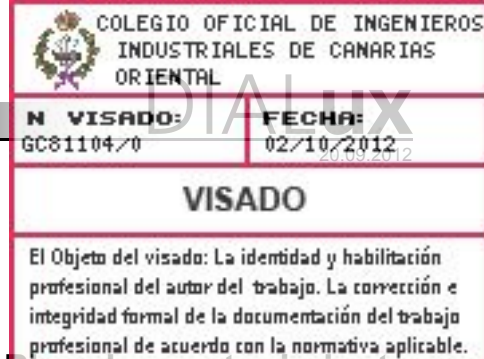 COLEGIO OFICIAL DE INGENIEROS
INDUSTRIALES DE CANARIAS
ORIENTAL
DIALux
N VISADO:
FECHA:
GC81104/0
02/10/2012
20.09.2012
VISADO
El Objeto del visado: La identidad y habilitación
profesional del autor del trabajo. La corrección e
integridad formal de la documentación del trabajo
profesional de acuerdo con la normativa aplicable.